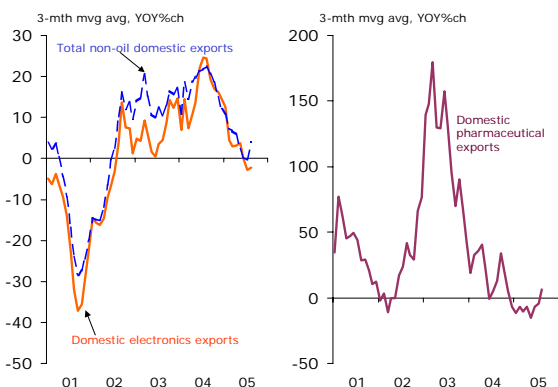 3-mth mvg avg, YOY%ch
30
Total non-oil domestic exports
20
10
0
-10
-20
-30
-40
Domestic electronics exports
-50
01 02 03 04 05
3-mth mvg avg, YOY%ch
200
150
Domestic
pharmaceutical
exports
100
50
0
-50
01 02 03 04 05